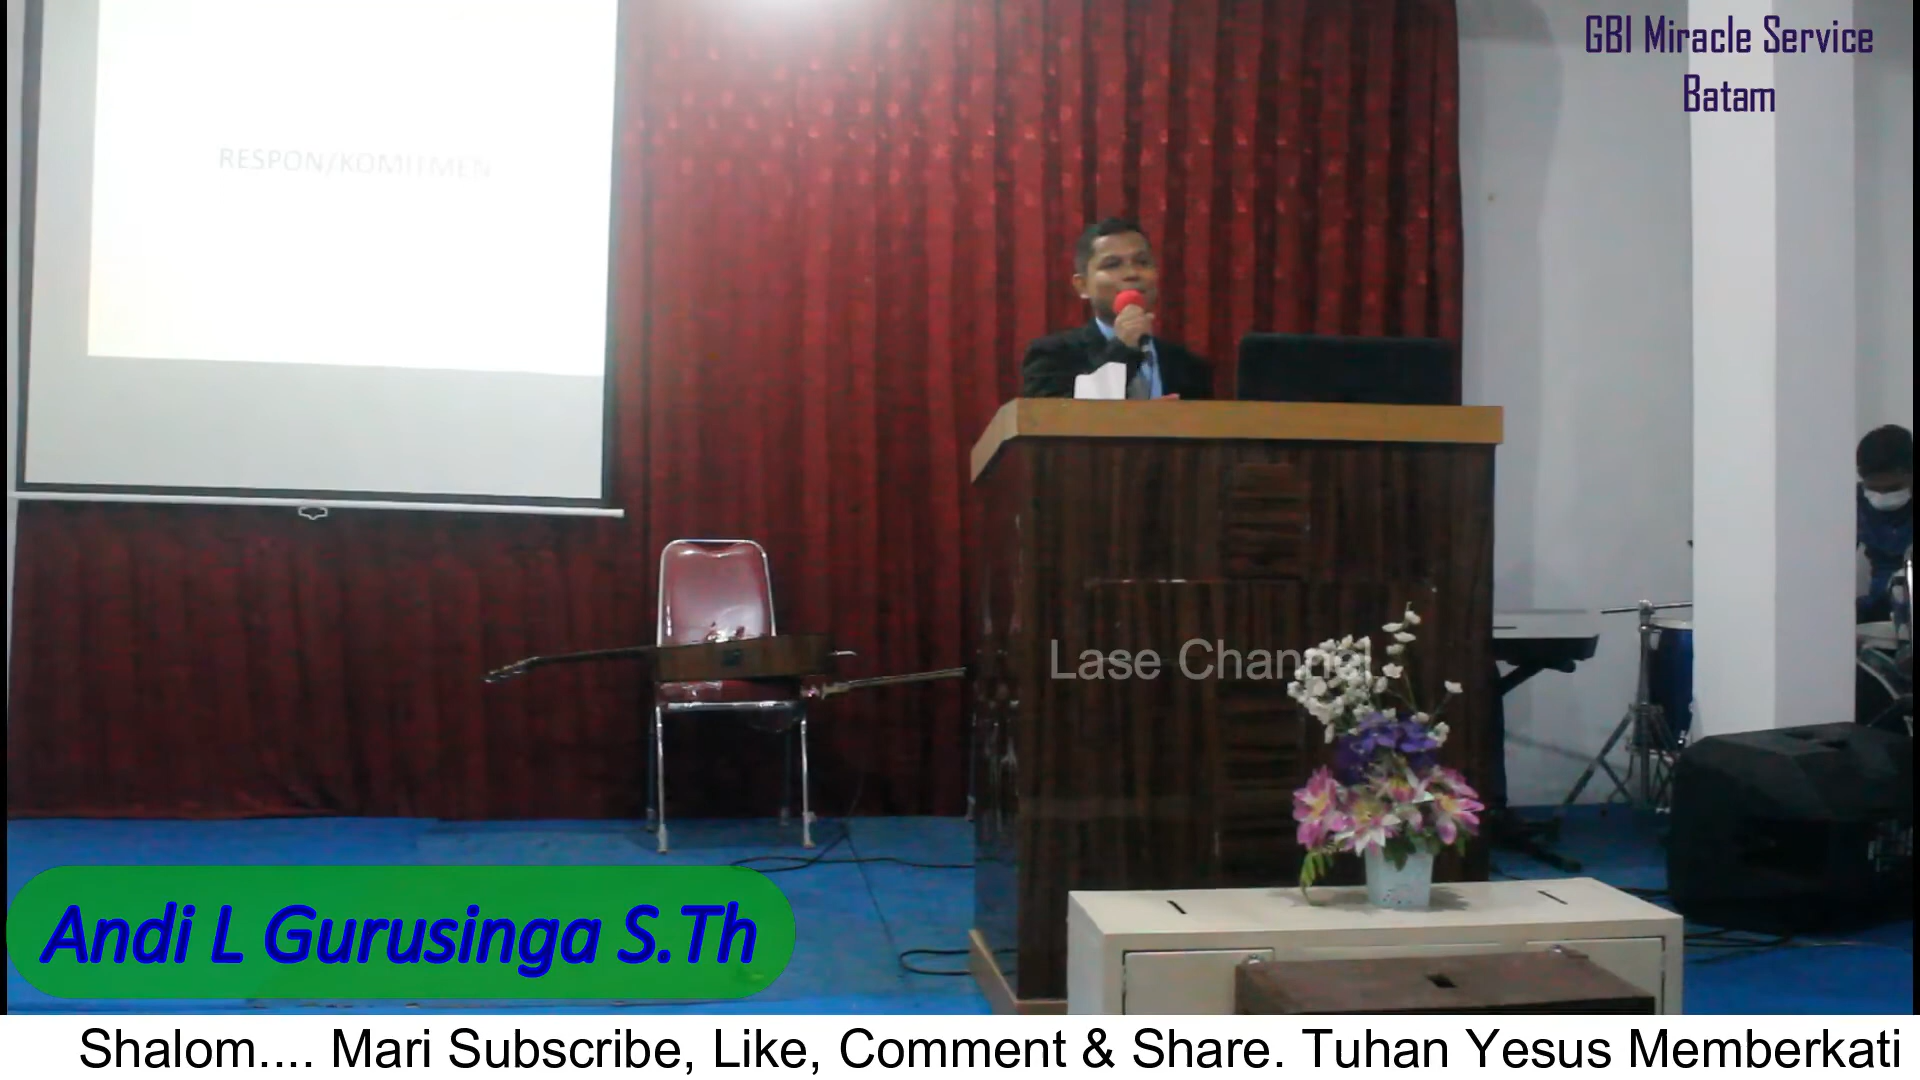 GBI Miracle Service
Batam
RESPON/KOMITMEN
Lase Channel
Andi L Gurusinga S.Th
Shalom.... Mari Subscribe, Like, Comment & Share. Tuhan Yesus Memberkati